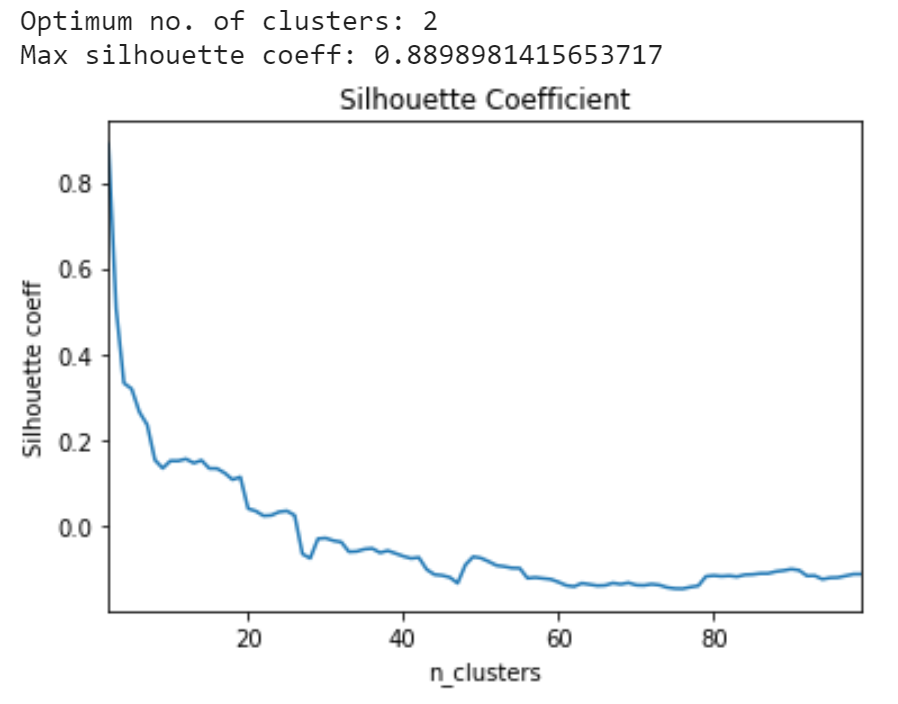 Optimum no. of clusters: 2
Max silhouette coeff: 0.8898981415653717
Silhouette Coefficient
Silhouette coeff
0.8
0.6
0.4
0.2
0.0
20 40 60 80
n_clusters